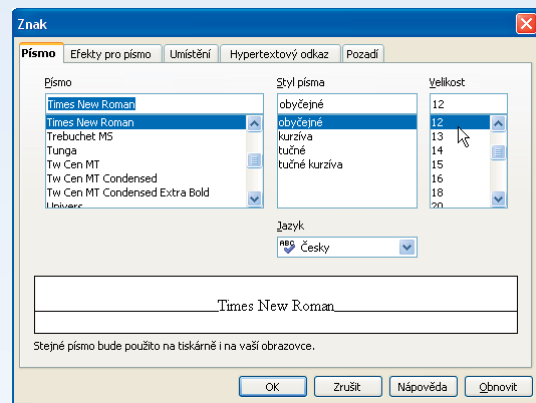 Znak
Písmo Efekty pro písmo Umístění Hypertextový odkaz Pozadí
Písmo
Times New Roman
Times New Roman
Trebuchet MS
Tunga
Tw Cen MT
Tw Cen MT Condensed
Tw Cen MT Condensed Extra Bold
Univers
Styl písma
obyčejné
obyčejné
kurzíva
tučné
tučné kurzíva
Velikost
12
12
13
14
15
16
18
20
Jazyk
ABC Česky
Times New Roman
Stejné písmo bude použito na tiskárně i na vaší obrazovce.
OK Zrušit Nápověda Obnovit